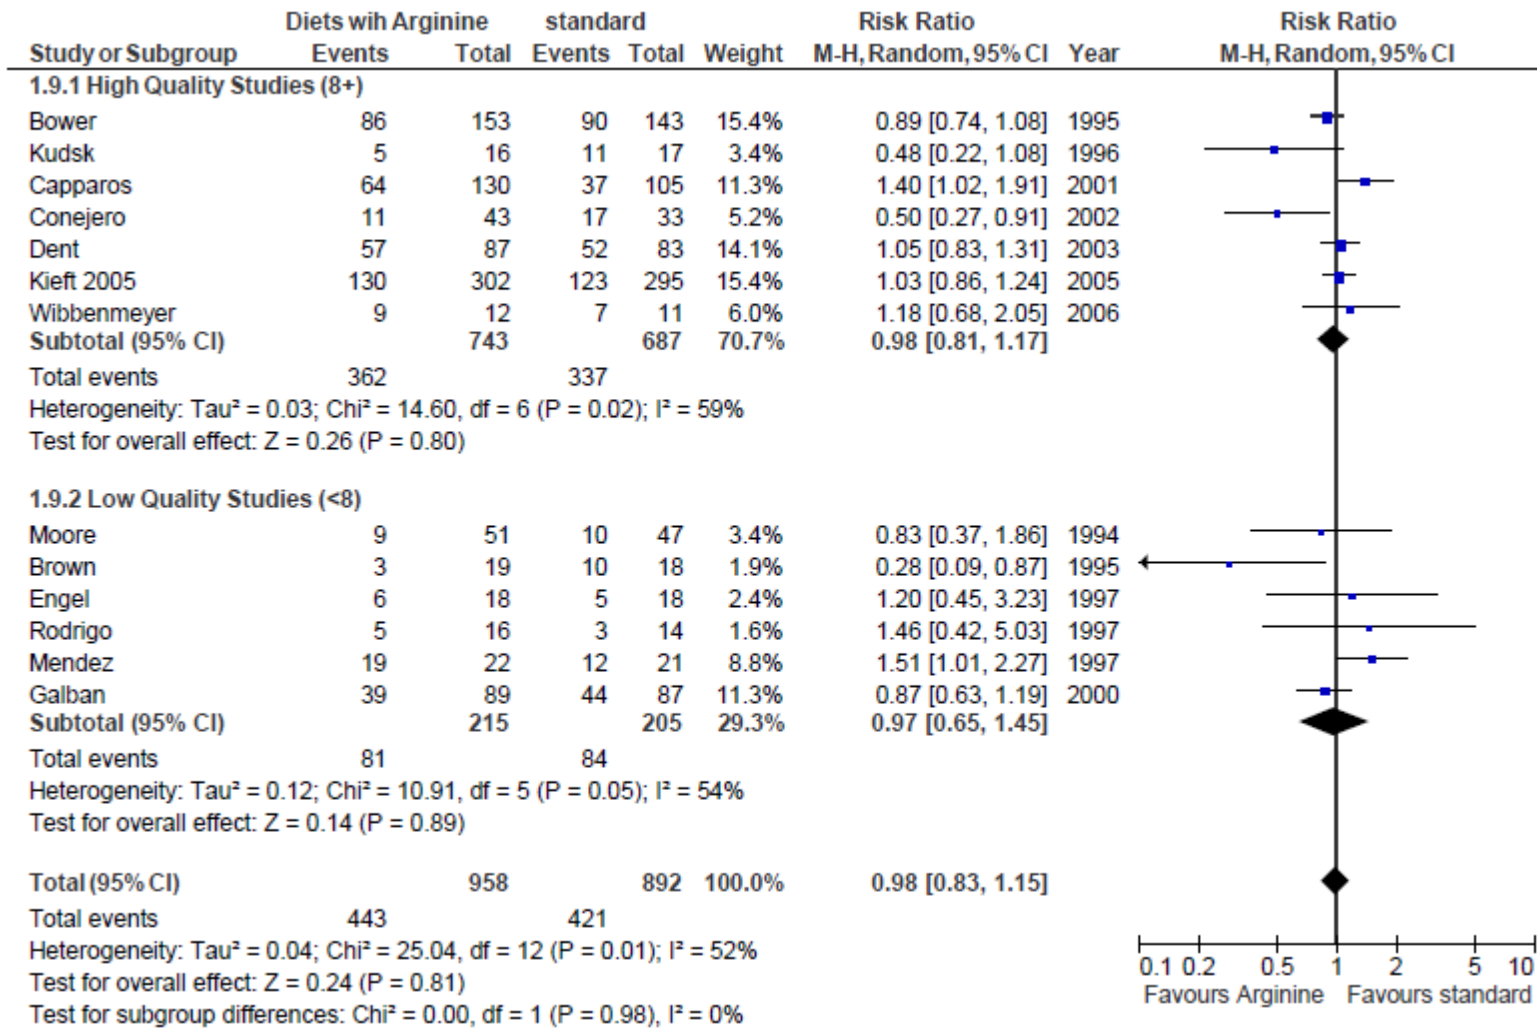 Diets wih Arginine standard Risk Ratio Risk Ratio
Study or Subgroup Events Total Events Total Weight M-H, Random, 95% CI Year M-H, Random, 95% CI
1.9.1 High Quality Studies (8+)
Bower 86 153 90 143 15.4% 0.89 [0.74, 1.08] 1995
Kudsk 5 16 11 17 3.4% 0.48 [0.22, 1.08] 1996
Capparos 64 130 37 105 11.3% 1.40 [1.02, 1.91] 2001
Conejero 11 43 17 33 5.2% 0.50 [0.27, 0.91] 2002
Dent 57 87 52 83 14.1% 1.05 [0.83, 1.31] 2003
Kieft 2005 130 302 123 295 15.4% 1.03 [0.86, 1.24] 2005
Wibbenmeyer 9 12 7 11 6.0% 1.18 [0.68, 2.05] 2006
Subtotal (95% CI) 743 687 70.7% 0.98 [0.81, 1.17]
Total events 362 337
Heterogeneity: Tau² = 0.03; Chi² = 14.60, df = 6 (P = 0.02); I² = 59%
Test for overall effect: Z = 0.26 (P = 0.80)
1.9.2 Low Quality Studies (<8)
Moore 9 51 10 47 3.4% 0.83 [0.37, 1.86] 1994
Brown 3 19 10 18 1.9% 0.28 [0.09, 0.87] 1995
Engel 6 18 5 18 2.4% 1.20 [0.45, 3.23] 1997
Rodrigo 5 16 3 14 1.6% 1.46 [0.42, 5.03] 1997
Mendez 19 22 12 21 8.8% 1.51 [1.01, 2.27] 1997
Galban 39 89 44 87 11.3% 0.87 [0.63, 1.19] 2000
Subtotal (95% CI) 215 205 29.3% 0.97 [0.65, 1.45]
Total events 81 84
Heterogeneity: Tau² = 0.12; Chi² = 10.91, df = 5 (P = 0.05); I² = 54%
Test for overall effect: Z = 0.14 (P = 0.89)
Total (95% CI) 958 892 100.0% 0.98 [0.83, 1.15]
Total events 443 421
Heterogeneity: Tau² = 0.04; Chi² = 25.04, df = 12 (P = 0.01); I² = 52%
Test for overall effect: Z = 0.24 (P = 0.81)
Test for subgroup differences: Chi² = 0.00, df = 1 (P = 0.98), I² = 0%
0.1 0.2 0.5 1 2 5 10
Favours Arginine Favours standard